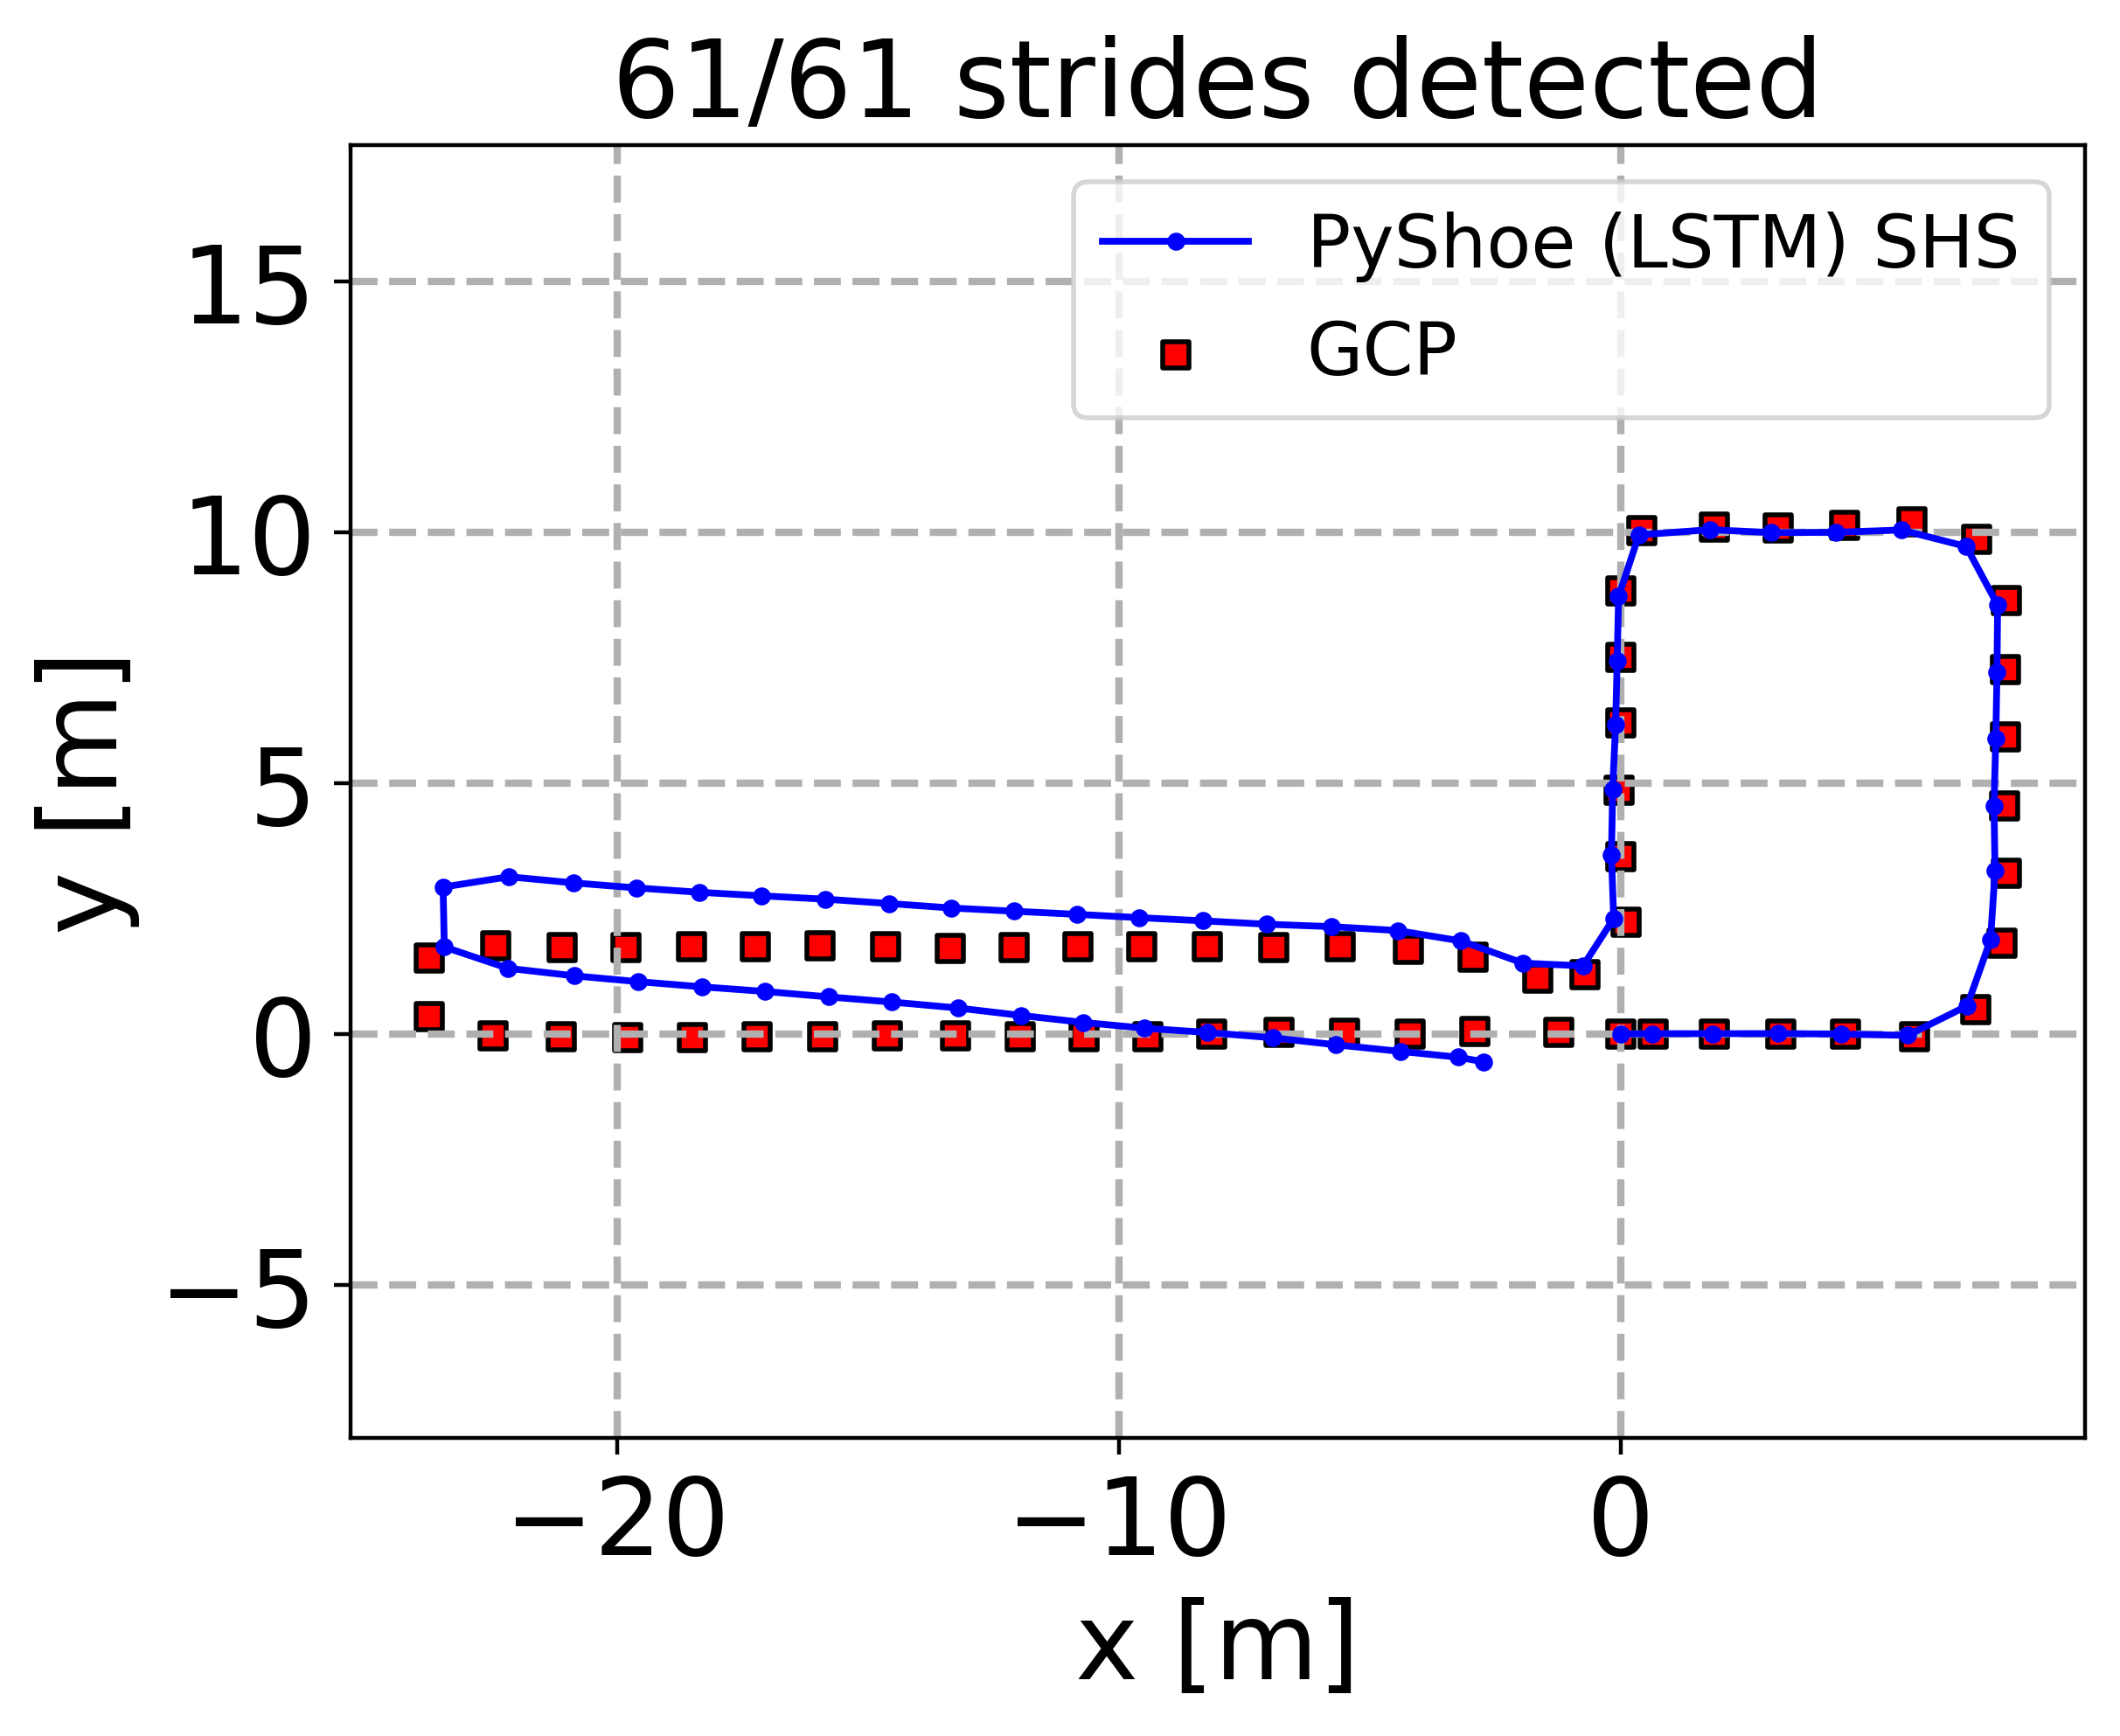 61/61 strides detected
PyShoe (LSTM) SHS
GCP
15
10
5
0
−5
y [m]
−20 −10 0
x [m]